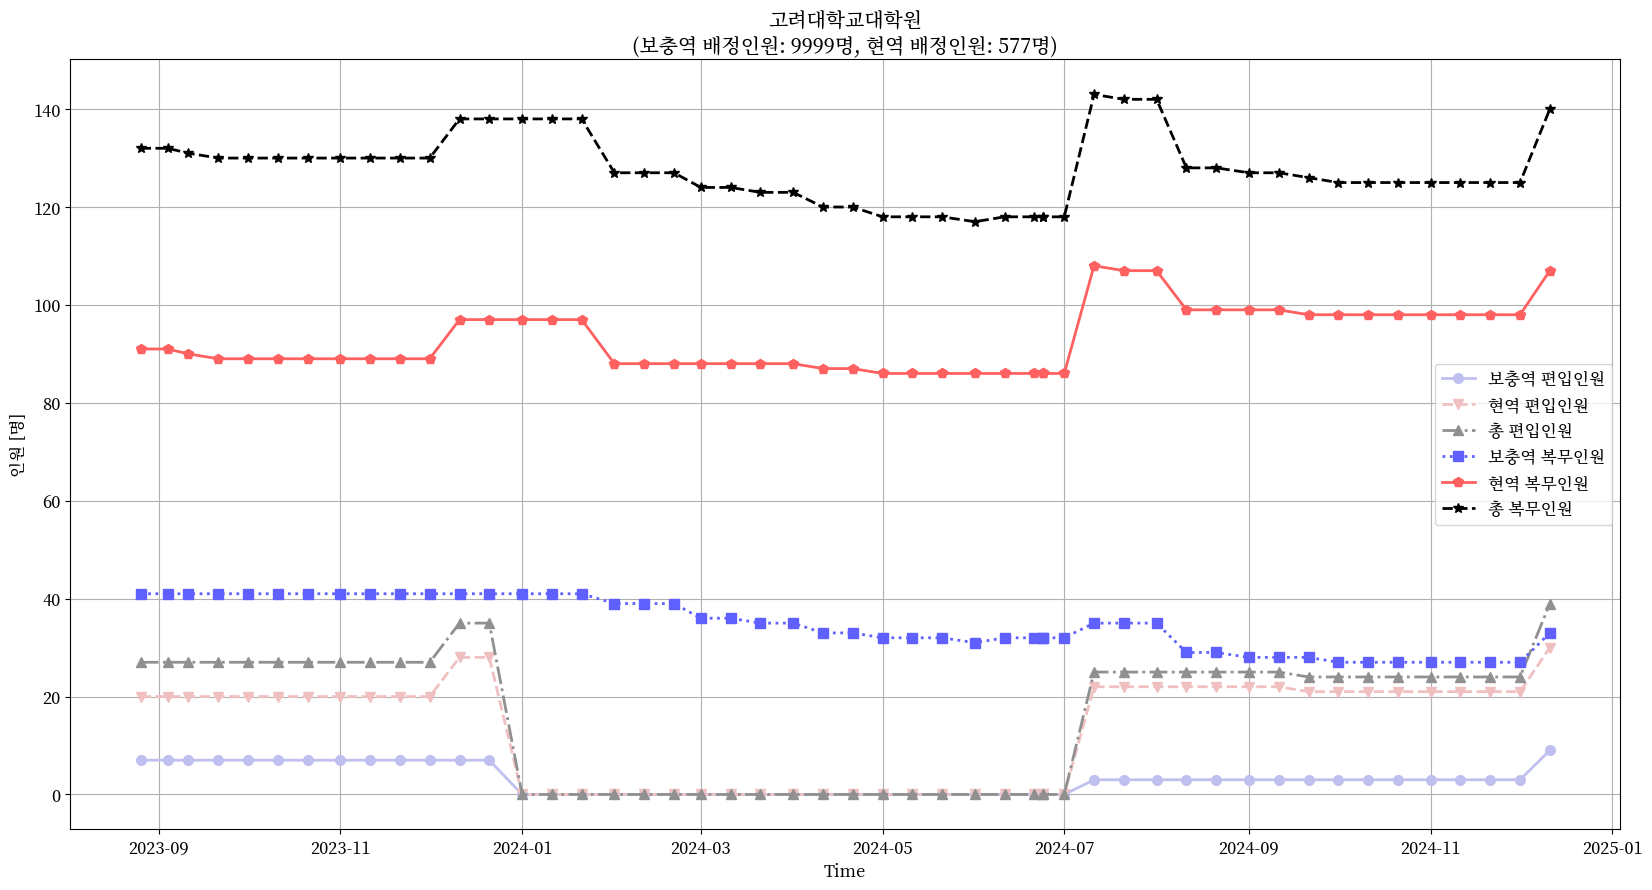 고려대학교대학원
(보충역 배정인원: 9999명, 현역 배정인원: 577명)
인원 [명]
140
120
100
80
60
40
20
0
보충역 편입인원
현역 편입인원
총 편입인원
보충역 복무인원
현역 복무인원
총 복무인원
2023-09 2023-11 2024-01 2024-03 2024-05 2024-07 2024-09 2024-11 2025-01
Time